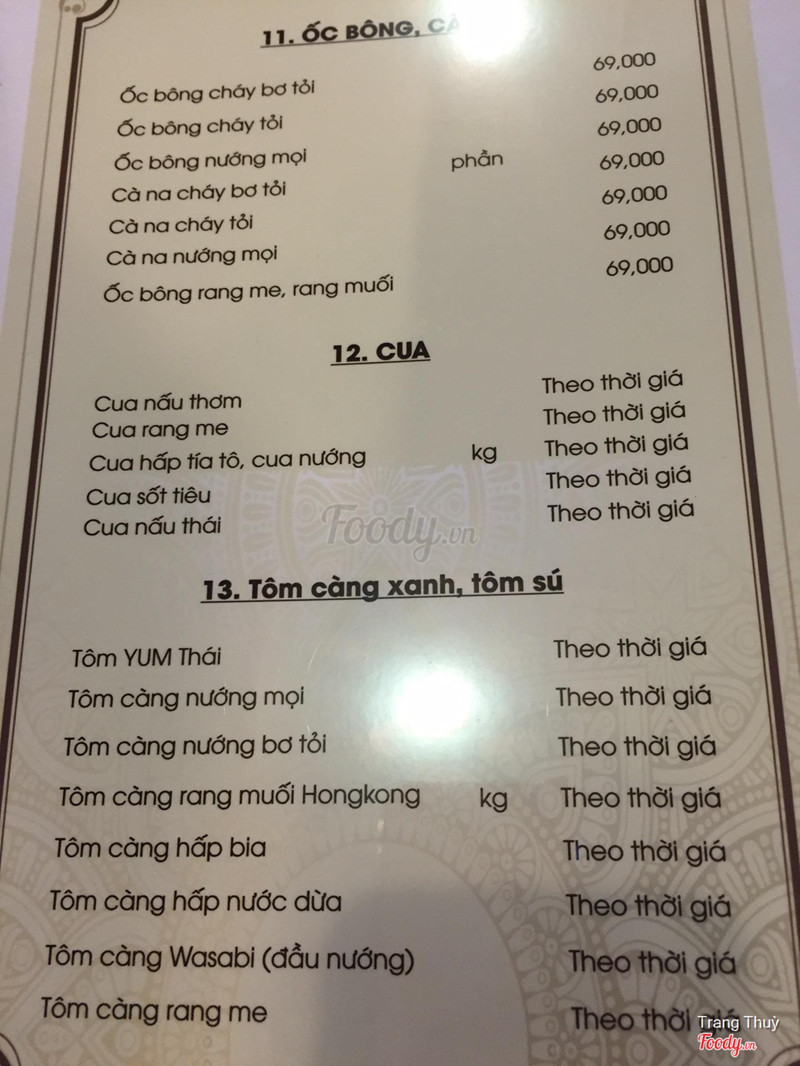 11. ỐC BÔNG, C
Ốc bông cháy bơ tỏi 69,000
Ốc bông cháy tỏi 69,000
Ốc bông nướng mọi phần 69,000
Cà na cháy bơ tỏi 69,000
Cà na cháy tỏi 69,000
Cà na nướng mọi 69,000
Ốc bông rang me, rang muối 69,000
12. CUA
Cua nấu thơm Theo thời giá
Cua rang me Theo thời giá
Cua hấp tía tô, cua nướng kg Theo thời giá
Cua sốt tiêu Theo thời giá
Cua nấu thái Theo thời giá
Foody.vn
13. Tôm càng xanh, tôm sú
Tôm YUM Thái Theo thời giá
Tôm càng nướng mọi Theo thời giá
Tôm càng nướng bơ tỏi Theo thời giá
Tôm càng rang muối Hongkong kg Theo thời giá
Tôm càng hấp bia Theo thời giá
Tôm càng hấp nước dừa Theo thời giá
Tôm càng Wasabi (đầu nướng) Theo thời giá
Tôm càng rang me Theo thời giá
Trang Thuỳ
Foody.vn